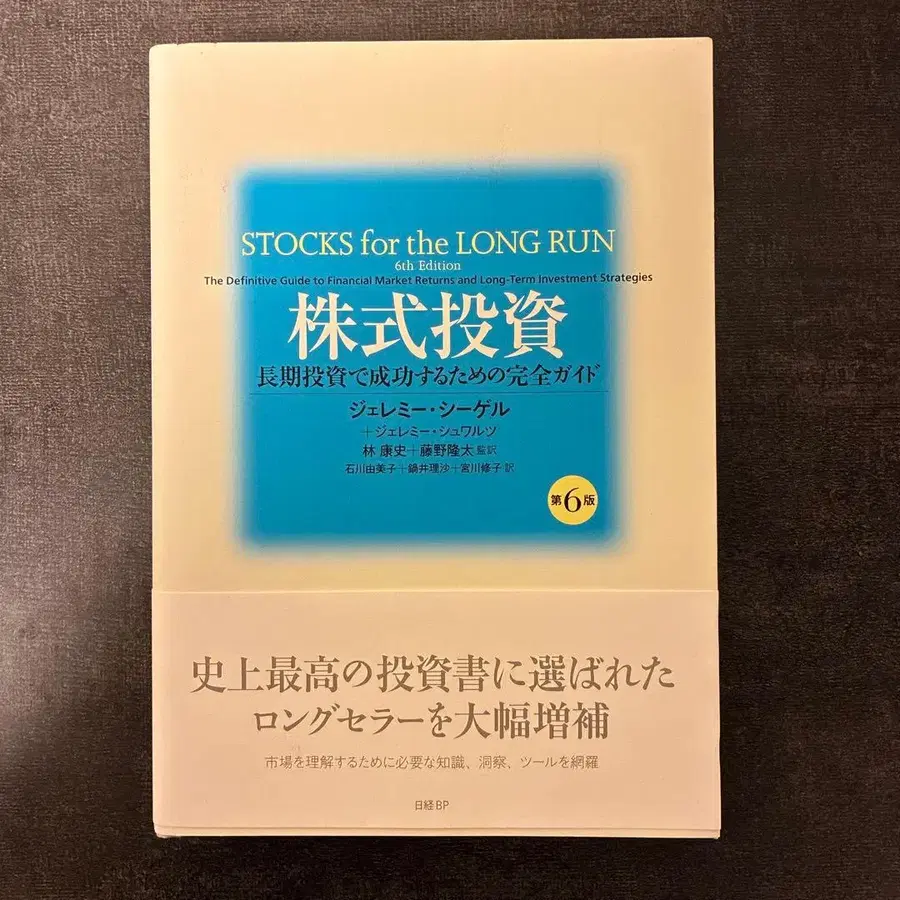 STOCKS for the LONG RUN
6th Edition
The Definitive Guide to Financial Market Returns and Long-Term Investment Strategies
株式投資
長期投資で成功するための完全ガイド
ジェレミー・シーゲル
+ジェレミー・シュワルツ
林 康史+藤野隆太 監訳
石川由美子+鍋井理沙+宮川修子 訳
第6版
史上最高の投資書に選ばれた
ロングセラーを大幅増補
市場を理解するために必要な知識、洞察、ツールを網羅
日経BP